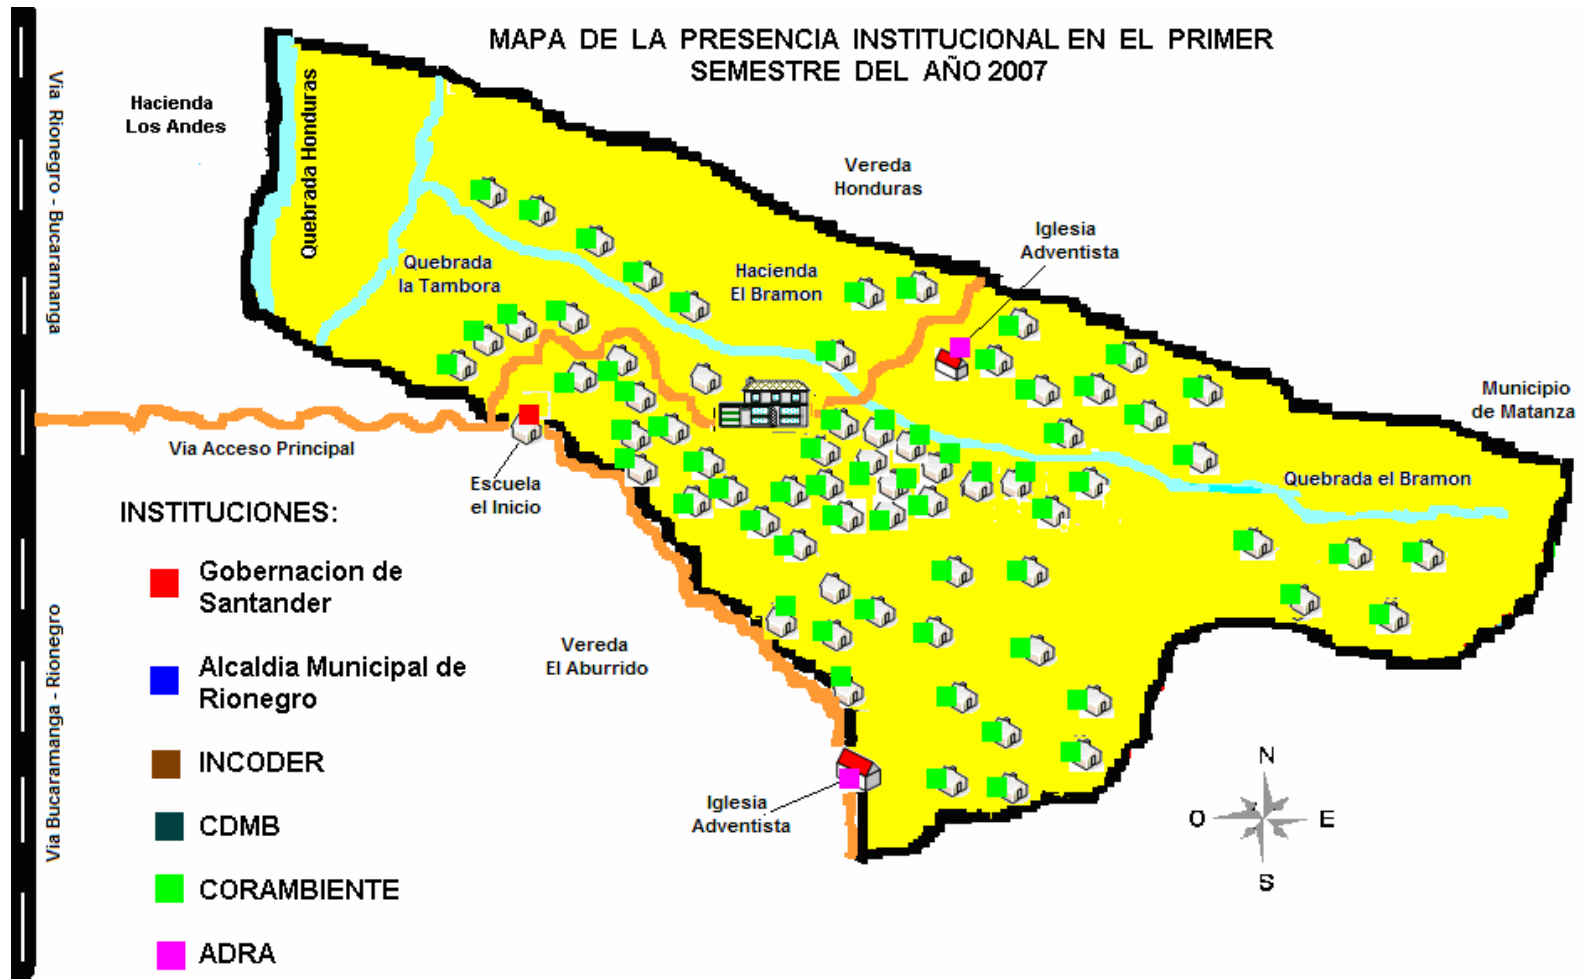 MAPA DE LA PRESENCIA INSTITUCIONAL EN EL PRIMER
SEMESTRE DEL AÑO 2007
Via Rionegro - Bucaramanga
Hacienda
Los Andes
Quebrada Honduras
Vereda
Honduras
Iglesia
Adventista
Quebrada
la Tambora
Hacienda
El Bramon
Municipio
de Matanza
Via Acceso Principal
Escuela
el Inicio
Quebrada el Bramon
INSTITUCIONES:
Gobernacion de
Santander
Alcaldia Municipal de
Rionegro
INCODER
CDMB
CORAMBIENTE
ADRA
Via Bucaramanga - Rionegro
Vereda
El Aburrido
Iglesia
Adventista
N
O
E
S